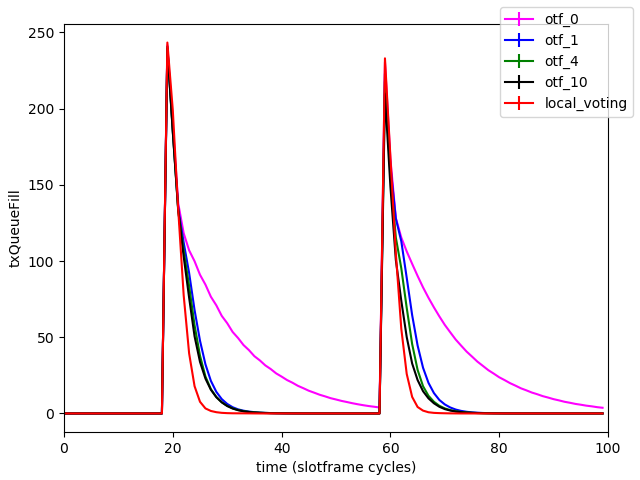 otf_0
otf_1
otf_4
otf_10
local_voting
250
200
150
100
50
0
txQueueFill
0 20 40 60 80 100
time (slotframe cycles)